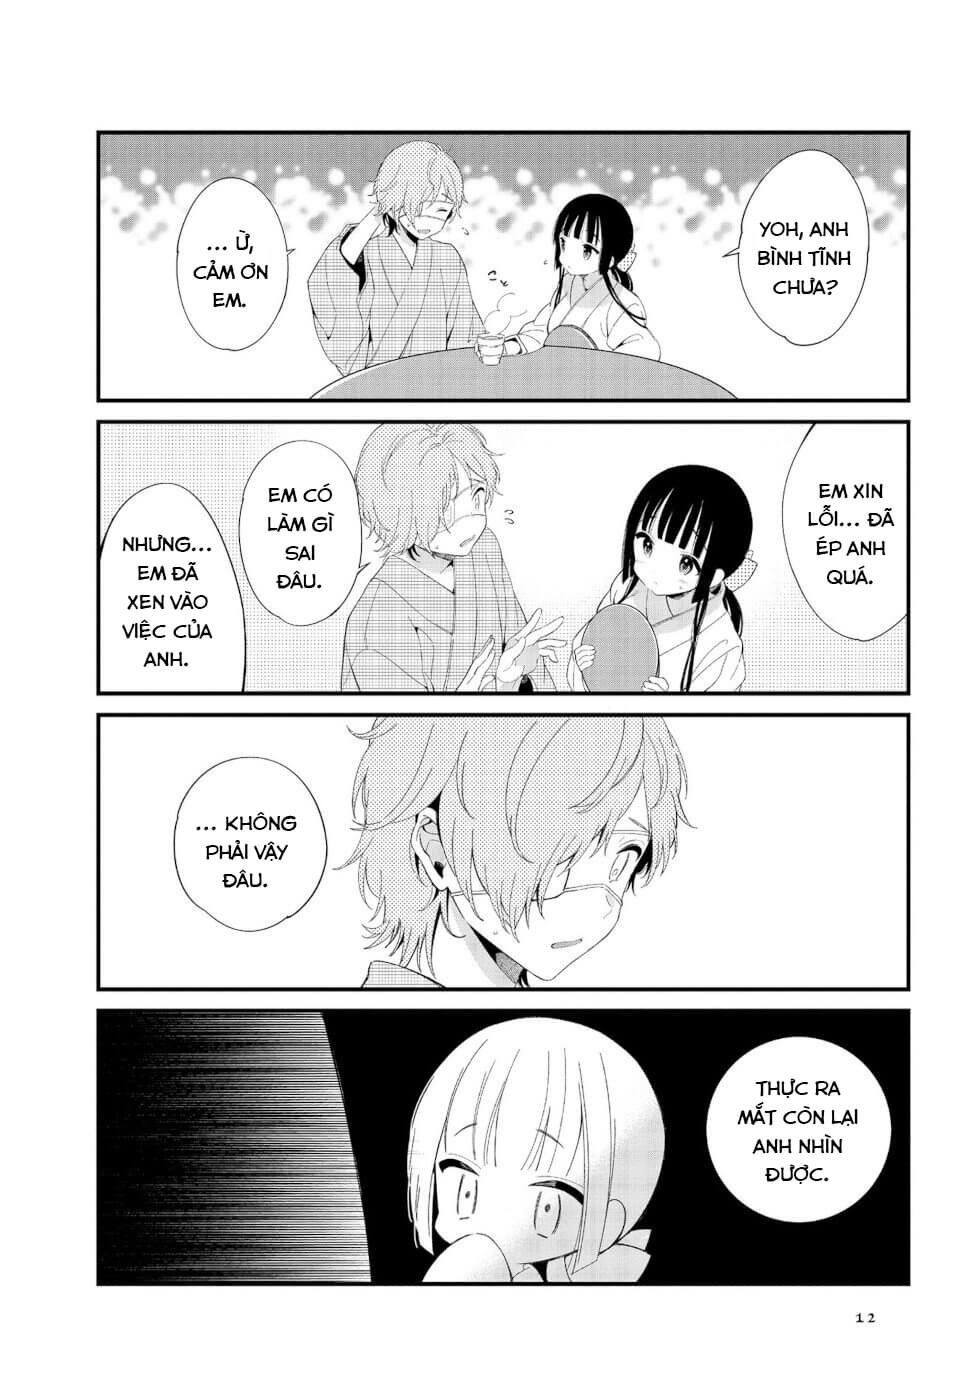 YOH, ANH
BÌNH TĨNH
CHƯA?
... Ừ,
CẢM ƠN
EM.
EM XIN
LỖI... ĐÃ
ÉP ANH
QUÁ.
EM CÓ
LÀM GÌ
SAI
ĐÂU.
NHƯNG...
EM ĐÃ
XEN VÀO
VIỆC CỦA
ANH.
... KHÔNG
PHẢI VẬY
ĐÂU.
THỰC RA
MẮT CÒN LẠI
ANH NHÌN
ĐƯỢC.
12